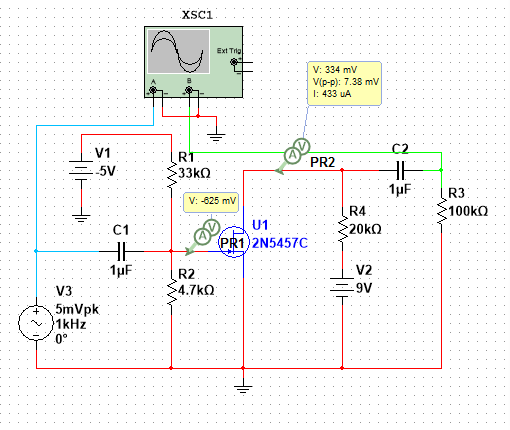 XSC1
Ext Trig
+
-
A
B
+ - + -
V: 334 mV
V(p-p): 7.38 mV
I: 433 uA
V
A
PR2
C2
1µF
V1
-5V
R1
33kΩ
V: -625 mV
V
A
PR1
U1
2N5457C
R3
100kΩ
R4
20kΩ
C1
1µF
R2
4.7kΩ
V2
9V
V3
5mVpk
1kHz
0°
+
-